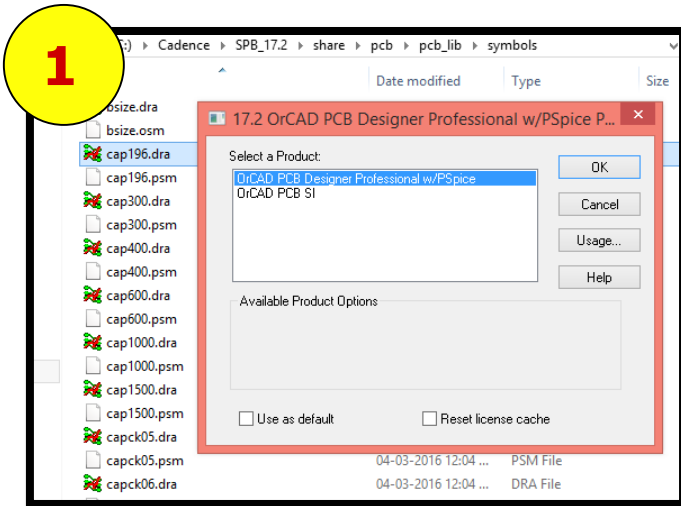 1
:) ▸ Cadence ▸ SPB_17.2 ▸ share ▸ pcb ▸ pcb_lib ▸ symbols
Date modified Type Size
bsize.dra
bsize.osm
cap196.dra
cap196.psm
cap300.dra
cap300.psm
cap400.dra
cap400.psm
cap600.dra
cap600.psm
cap1000.dra
cap1000.psm
cap1500.dra
cap1500.psm
capck05.dra
capck05.psm 04-03-2016 12:04 ... PSM File
capck06.dra 04-03-2016 12:04 ... DRA File
17.2 OrCAD PCB Designer Professional w/PSpice P...
Select a Product:
OrCAD PCB Designer Professional w/PSpice
OrCAD PCB SI
OK
Cancel
Usage...
Help
Available Product Options
Use as default
Reset license cache